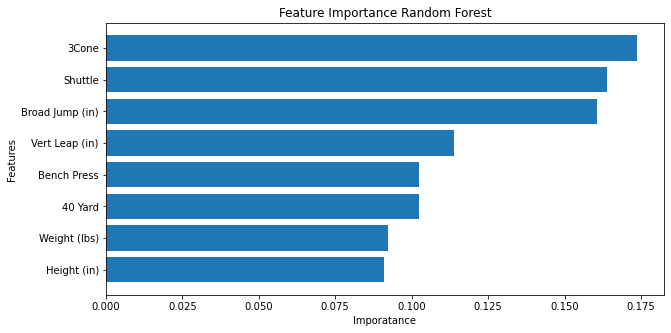 Feature Importance Random Forest
Features
3Cone
Shuttle
Broad Jump (in)
Vert Leap (in)
Bench Press
40 Yard
Weight (lbs)
Height (in)
0.000 0.025 0.050 0.075 0.100 0.125 0.150 0.175
Imporatance